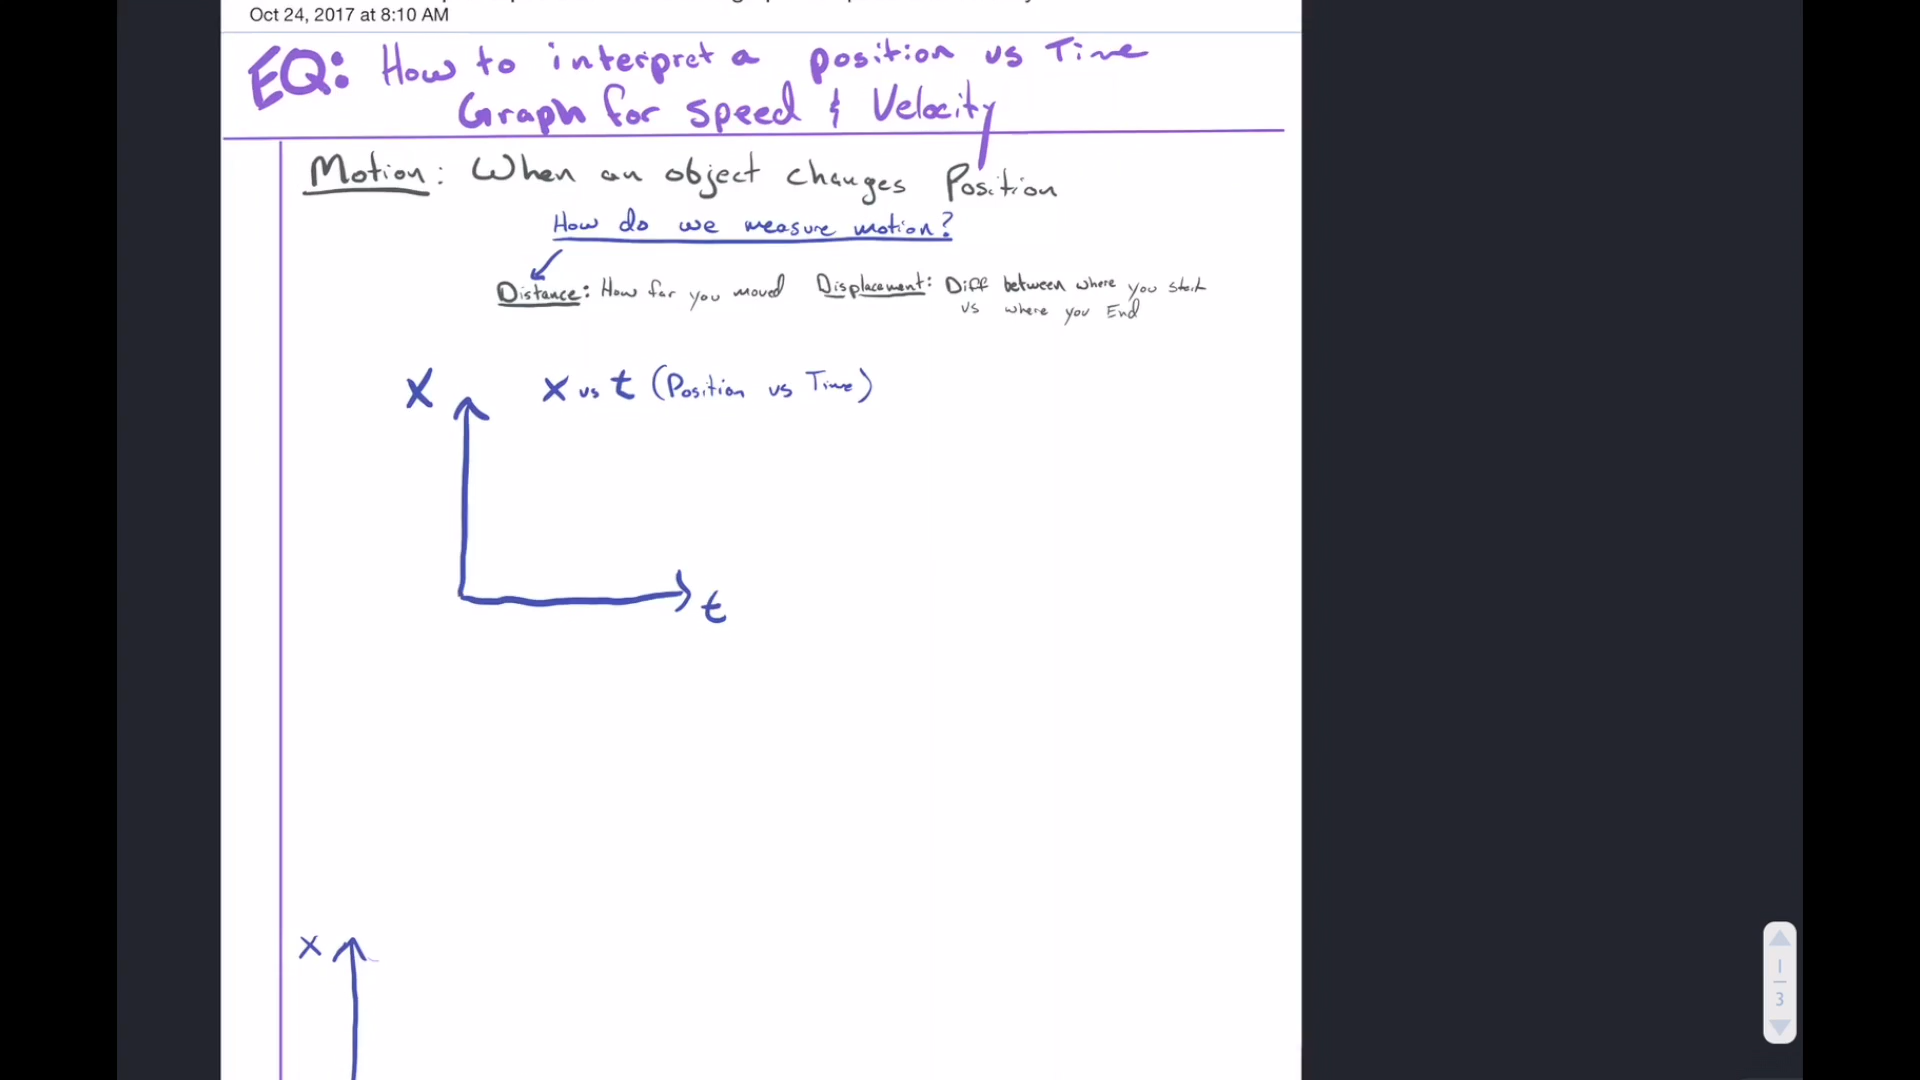 Oct 24, 2017 at 8:10 AM
EQ: How to interpret a position vs Time
Graph for speed & Velocity
Motion: When an object changes Position
How do we measure motion?
Distance: How far you moved Displacement: Diff between where you start
vs where you End
X
x vs t (Position vs Time)
t
x
1
3